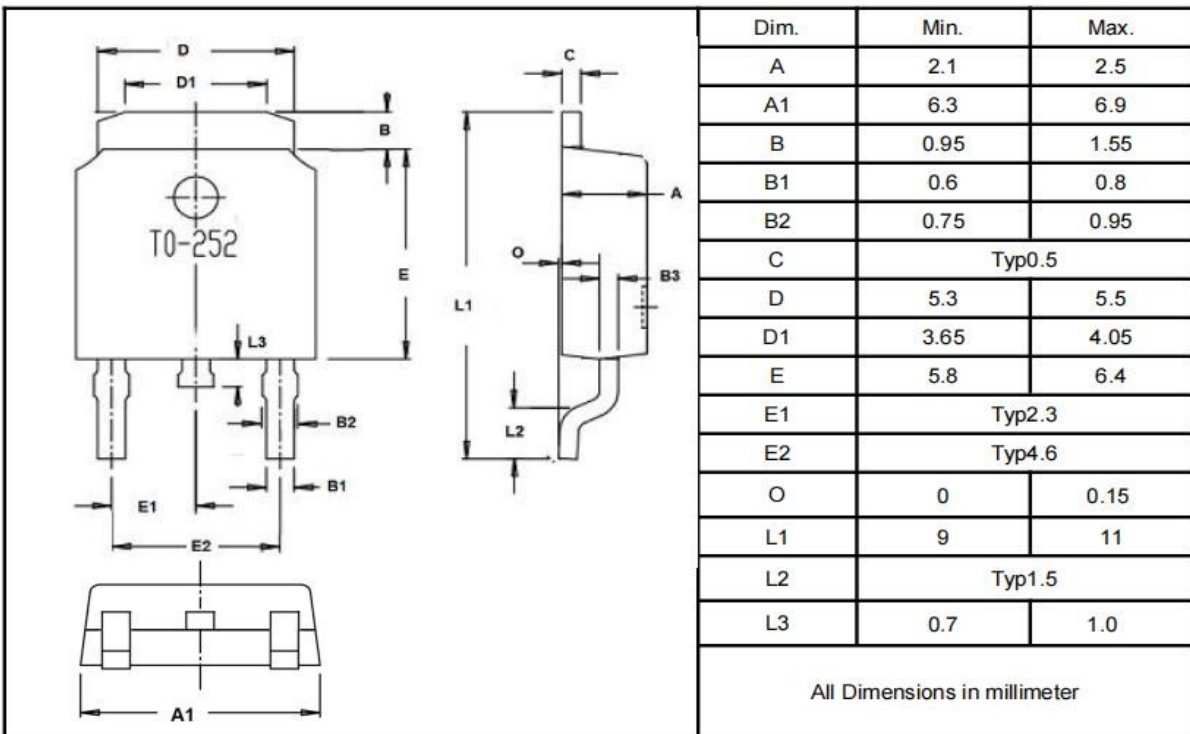 D
D1
B
TO-252
E
L3
B2
B1
E1
E2
A1
C
A
O
B3
L1
L2
Dim. Min. Max.
A 2.1 2.5
A1 6.3 6.9
B 0.95 1.55
B1 0.6 0.8
B2 0.75 0.95
C Typ0.5
D 5.3 5.5
D1 3.65 4.05
E 5.8 6.4
E1 Typ2.3
E2 Typ4.6
O 0 0.15
L1 9 11
L2 Typ1.5
L3 0.7 1.0
All Dimensions in millimeter